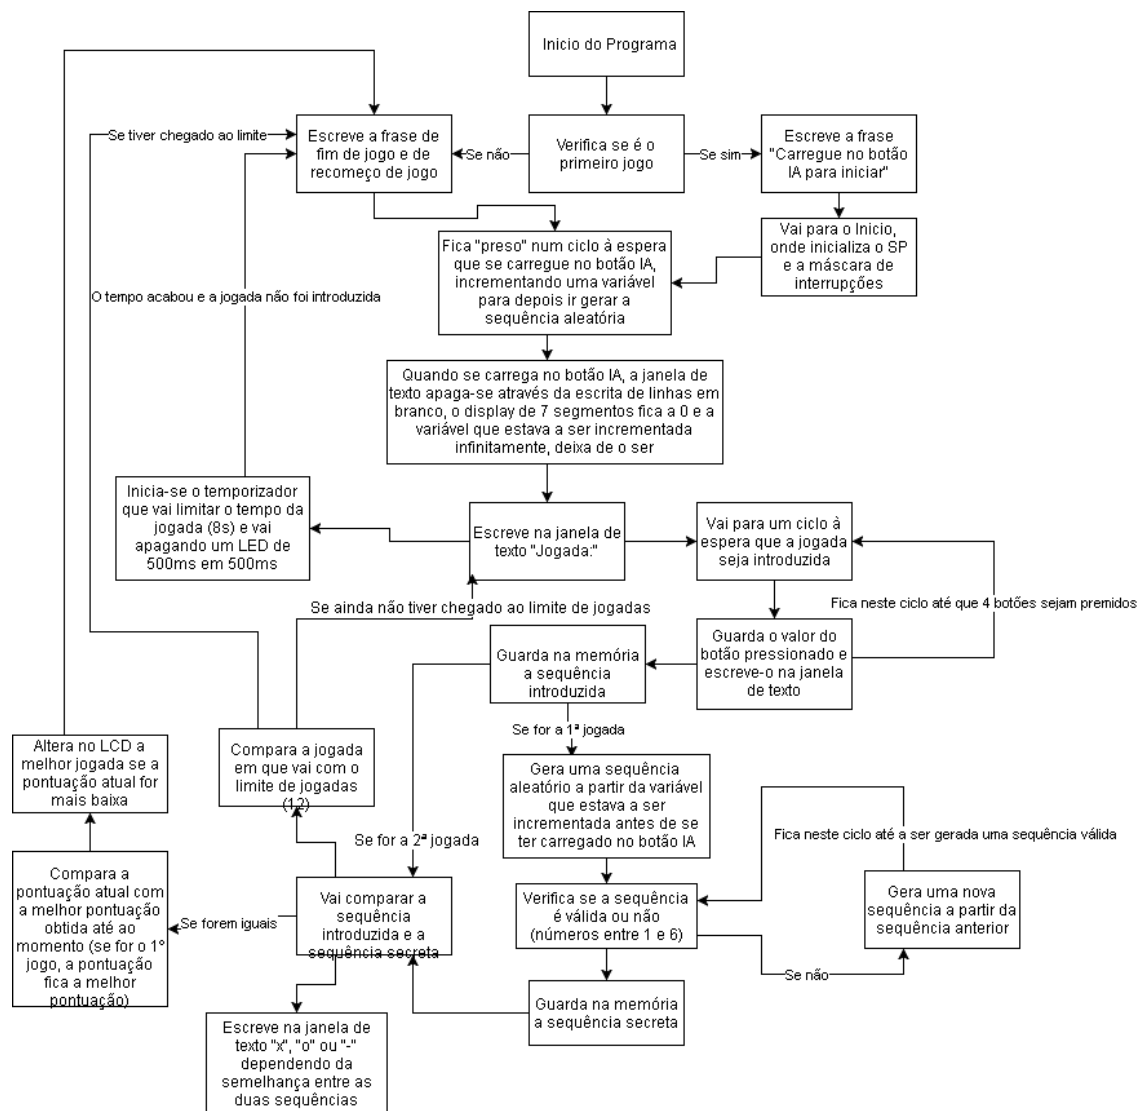 Inicio do Programa
Verifica se é o
primeiro jogo
Se não
Se sim
Escreve a frase de
fim de jogo e de
recomeço de jogo
Escreve a frase
"Carregue no botão
IA para iniciar"
Se tiver chegado ao limite
Vai para o Inicio,
onde inicializa o SP
e a máscara de
interrupções
Fica "preso" num ciclo à espera
que se carregue no botão IA,
incrementando uma variável
para depois ir gerar a
sequência aleatória
O tempo acabou e a jogada não foi introduzida
Quando se carrega no botão IA, a janela de
texto apaga-se através da escrita de linhas em
branco, o display de 7 segmentos fica a 0 e a
variável que estava a ser incrementada
infinitamente, deixa de o ser
Inicia-se o temporizador
que vai limitar o tempo da
jogada (8s) e vai
apagando um LED de
500ms em 500ms
Escreve na janela de
texto "Jogada:"
Vai para um ciclo à
espera que a jogada
seja introduzida
Se ainda não tiver chegado ao limite de jogadas
Fica neste ciclo até que 4 botões sejam premidos
Guarda o valor do
botão pressionado e
escreve-o na janela
de texto
Guarda na memória
a sequência
introduzida
Se for a 1ª jogada
Altera no LCD a
melhor jogada se a
pontuação atual for
mais baixa
Compara a jogada
em que vai com o
limite de jogadas
(12)
Gera uma sequência
aleatório a partir da variável
que estava a ser
incrementada antes de se
ter carregado no botão IA
Se for a 2ª jogada
Fica neste ciclo até a ser gerada uma sequência válida
Compara a
pontuação atual com
a melhor pontuação
obtida até ao
momento (se for o 1º
jogo, a pontuação
fica a melhor
pontuação)
Se forem iguais
Vai comparar a
sequência
introduzida e a
sequência secreta
Verifica se a sequência
é válida ou não
(números entre 1 e 6)
Gera uma nova
sequência a partir da
sequência anterior
Se não
Guarda na memória
a sequência secreta
Escreve na janela de
texto "x", "o" ou "-"
dependendo da
semelhança entre as
duas sequências